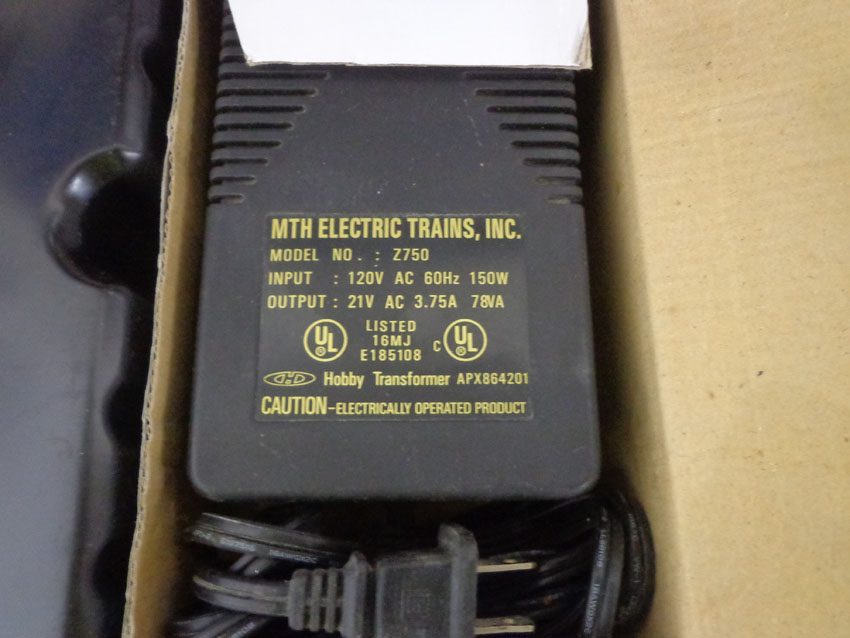 MTH ELECTRIC TRAINS, INC.
MODEL NO. : Z750
INPUT : 120V AC 60Hz 150W
OUTPUT : 21V AC 3.75A 78VA
UL LISTED C UL
16MJ
E185108
Hobby Transformer APX864201
CAUTION-ELECTRICALLY OPERATED PRODUCT